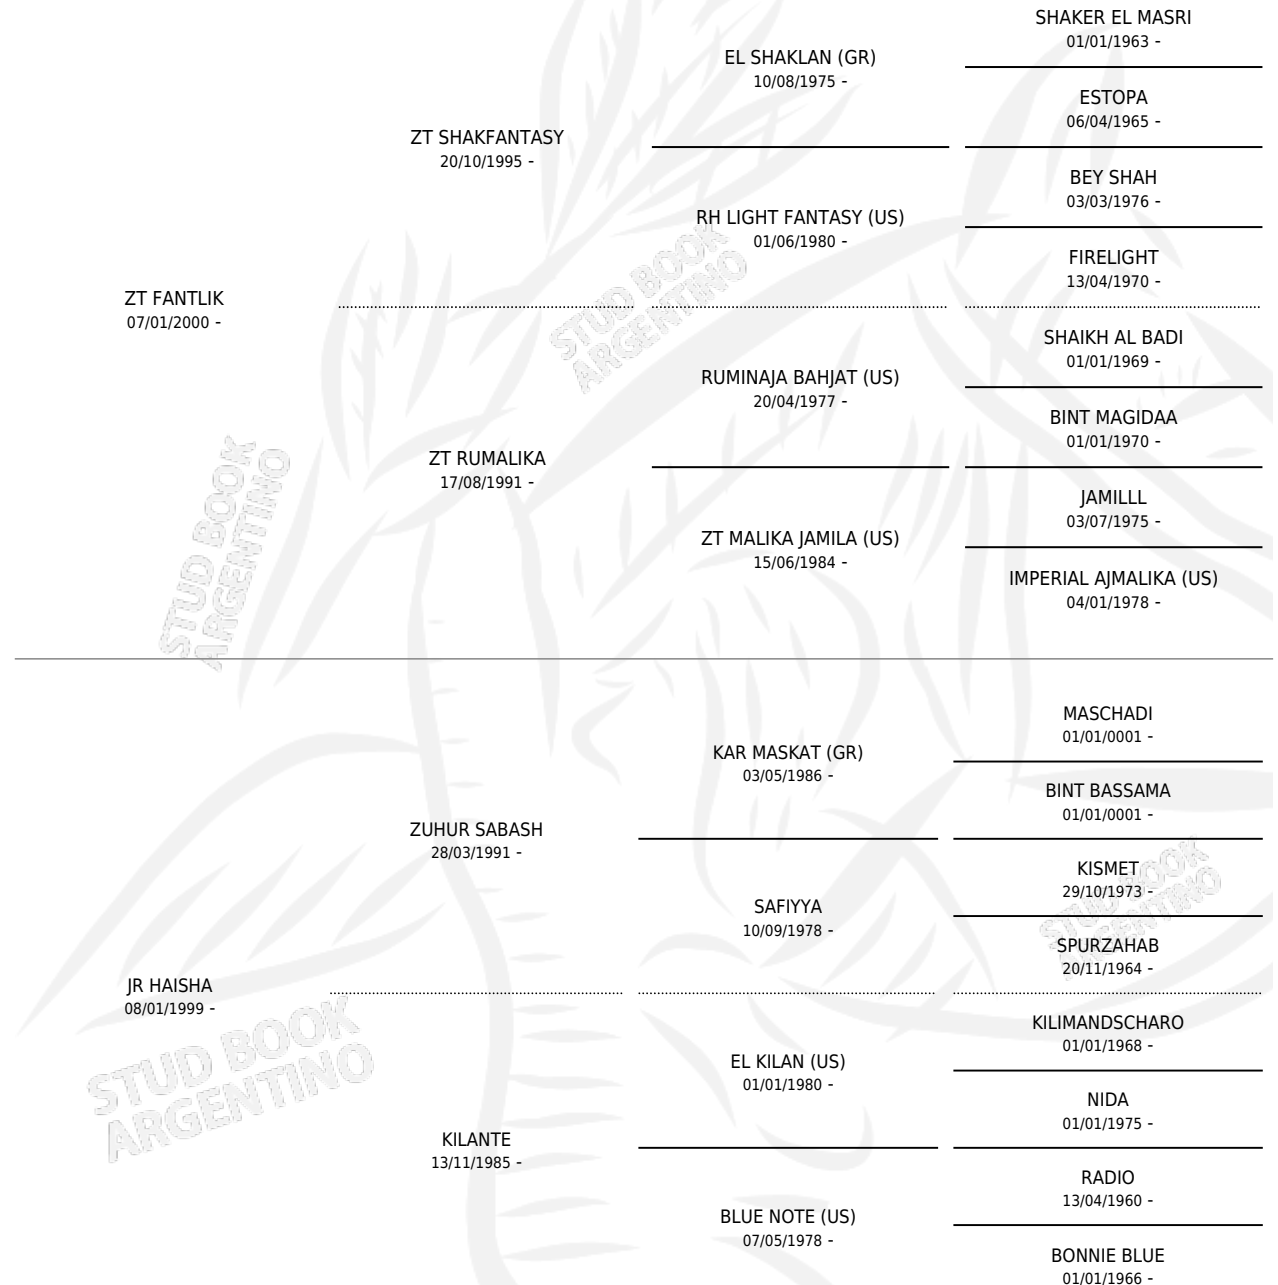 SHAKER EL MASRI
01/01/1963 -
EL SHAKLAN (GR)
10/08/1975 -
ESTOPA
06/04/1965 -
ZT SHAKFANTASY
20/10/1995 -
BEY SHAH
03/03/1976 -
RH LIGHT FANTASY (US)
01/06/1980 -
FIRELIGHT
13/04/1970 -
ZT FANTLIK
07/01/2000 -
STUD BOOK
ARGENTINO
SHAIKH AL BADI
01/01/1969 -
RUMINAJA BAHJAT (US)
20/04/1977 -
BINT MAGIDAA
01/01/1970 -
ZT RUMALIKA
17/08/1991 -
JAMILLL
03/07/1975 -
ZT MALIKA JAMILA (US)
15/06/1984 -
IMPERIAL AJMALIKA (US)
04/01/1978 -
STUD BOOK
ARGENTINO
MASCHADI
01/01/0001 -
KAR MASKAT (GR)
03/05/1986 -
BINT BASSAMA
01/01/0001 -
ZUHUR SABASH
28/03/1991 -
KISMET
29/10/1973 -
SAFIYYA
10/09/1978 -
SPURZAHAB
20/11/1964 -
STUD BOOK
ARGENTINO
JR HAISHA
08/01/1999 -
STUD BOOK
ARGENTINO
KILIMANDSCHARO
01/01/1968 -
EL KILAN (US)
01/01/1980 -
NIDA
01/01/1975 -
KILANTE
13/11/1985 -
RADIO
13/04/1960 -
BLUE NOTE (US)
07/05/1978 -
BONNIE BLUE
01/01/1966 -